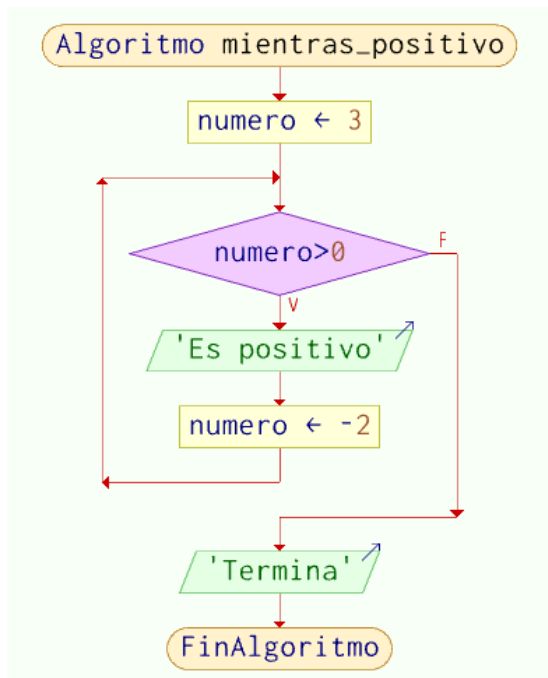 Algoritmo mientras_positivo
numero ← 3
numero>0
F
V
'Es positivo'
numero ← -2
'Termina'
FinAlgoritmo